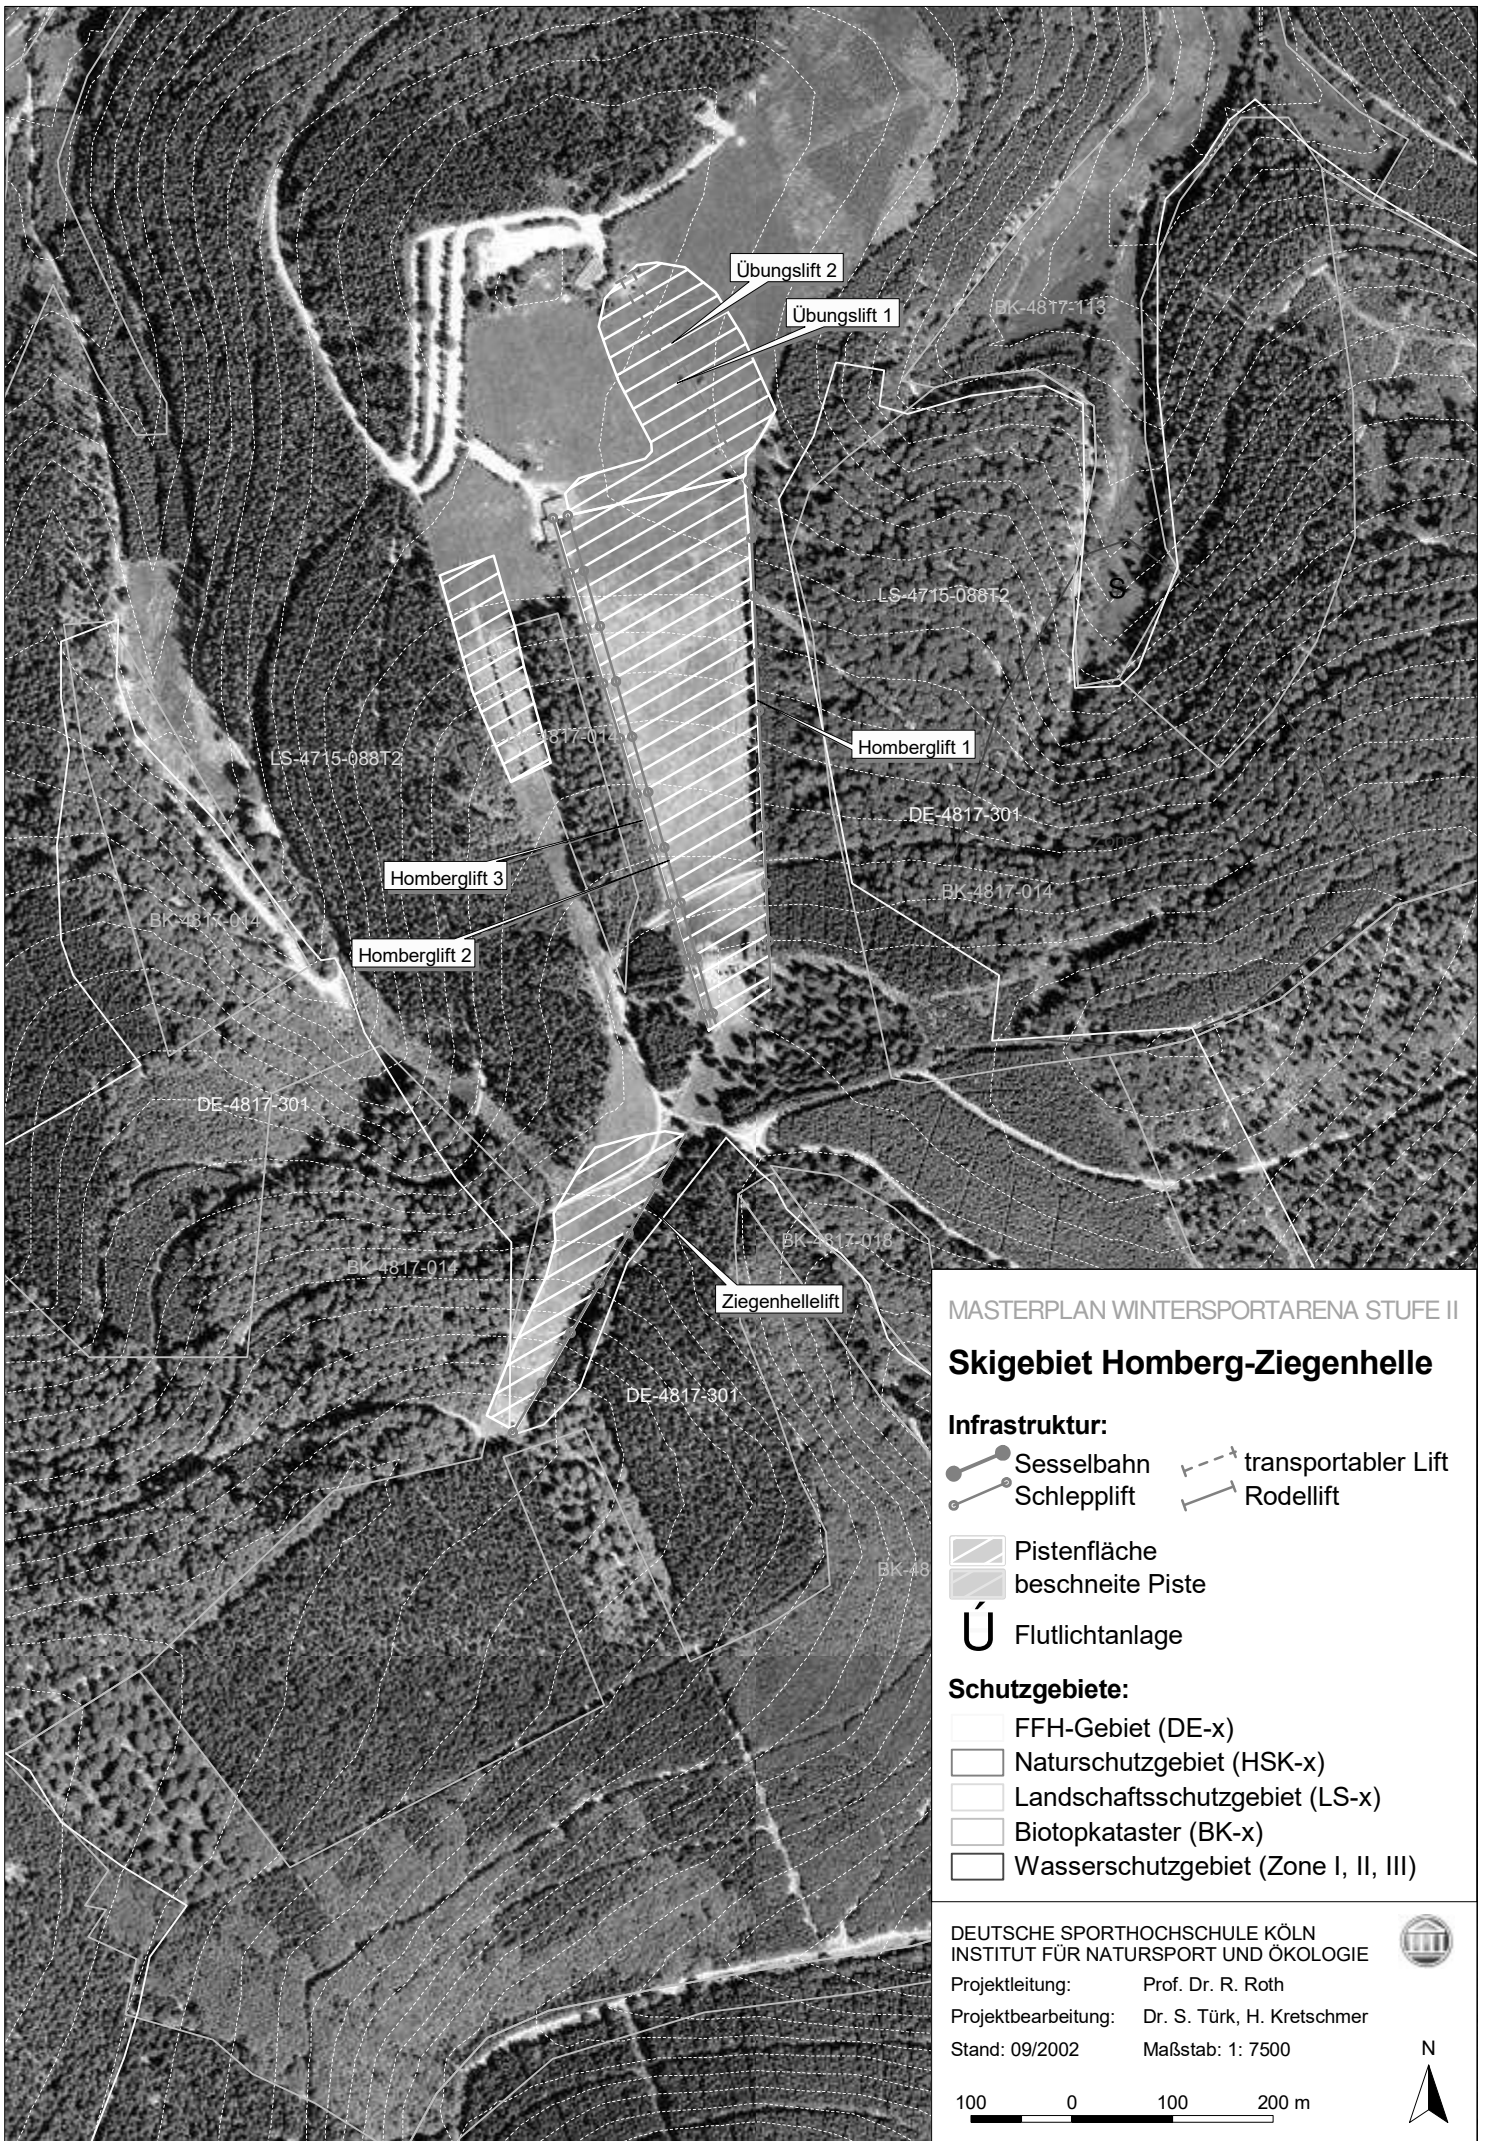 Übungslift 2
Übungslift 1
BK-4817-113
LS-4715-088T2
S
817-014
Homberglift 1
LS-4715-088T2
DE-4817-301
Homberglift 3
BK-4817-014
BK-4817-014
Homberglift 2
DE-4817-301
BK-4817-018
BK-4817-014
Ziegenhellelift
DE-4817-301
BK-48
MASTERPLAN WINTERSPORTARENA STUFE II
Skigebiet Homberg-Ziegenhelle
Infrastruktur:
Sesselbahn
transportabler Lift
Schlepplift
Rodellift
Pistenfläche
beschneite Piste
Ú Flutlichtanlage
Schutzgebiete:
FFH-Gebiet (DE-x)
Naturschutzgebiet (HSK-x)
Landschaftsschutzgebiet (LS-x)
Biotopkataster (BK-x)
Wasserschutzgebiet (Zone I, II, III)
DEUTSCHE SPORTHOCHSCHULE KÖLN
INSTITUT FÜR NATURSPORT UND ÖKOLOGIE
Projektleitung: Prof. Dr. R. Roth
Projektbearbeitung: Dr. S. Türk, H. Kretschmer
Stand: 09/2002 Maßstab: 1: 7500
N
100 0 100 200 m